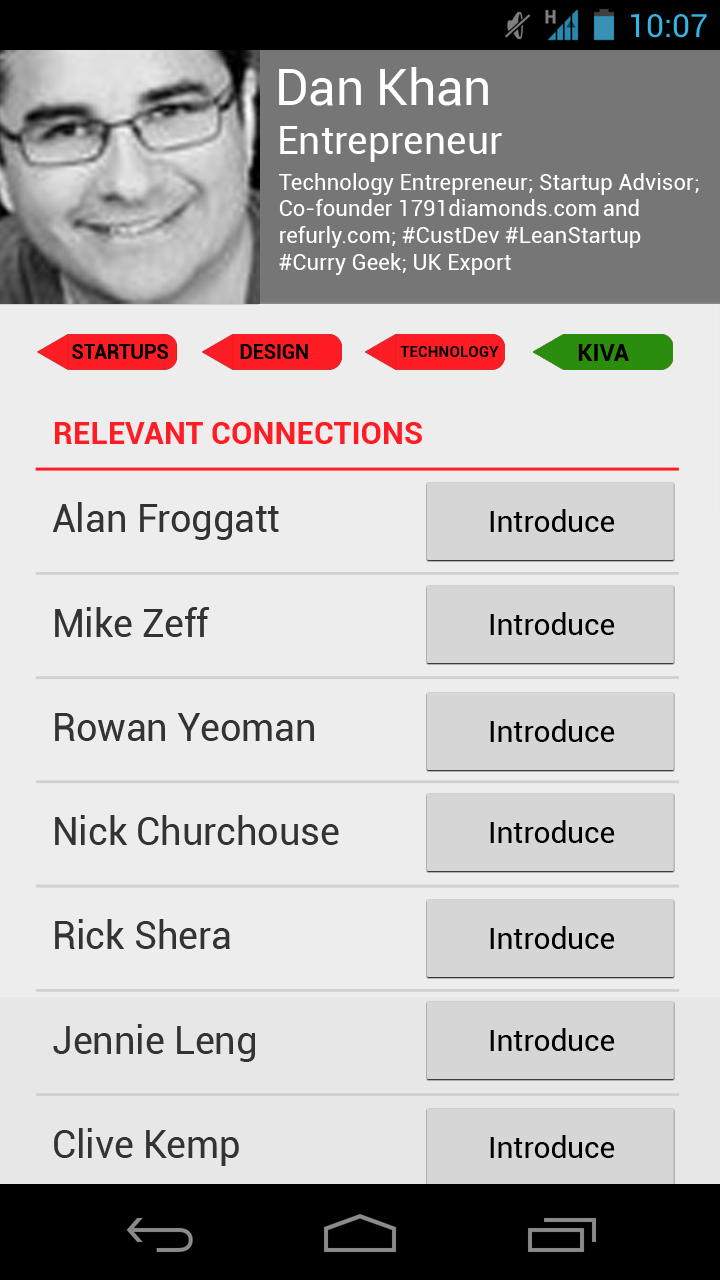 H
10:07
Dan Khan
Entrepreneur
Technology Entrepreneur; Startup Advisor;
Co-founder 1791diamonds.com and
refurly.com; #CustDev #LeanStartup
#Curry Geek; UK Export
STARTUPS DESIGN TECHNOLOGY KIVA
RELEVANT CONNECTIONS
Alan Froggatt Introduce
Mike Zeff Introduce
Rowan Yeoman Introduce
Nick Churchouse Introduce
Rick Shera Introduce
Jennie Leng Introduce
Clive Kemp Introduce